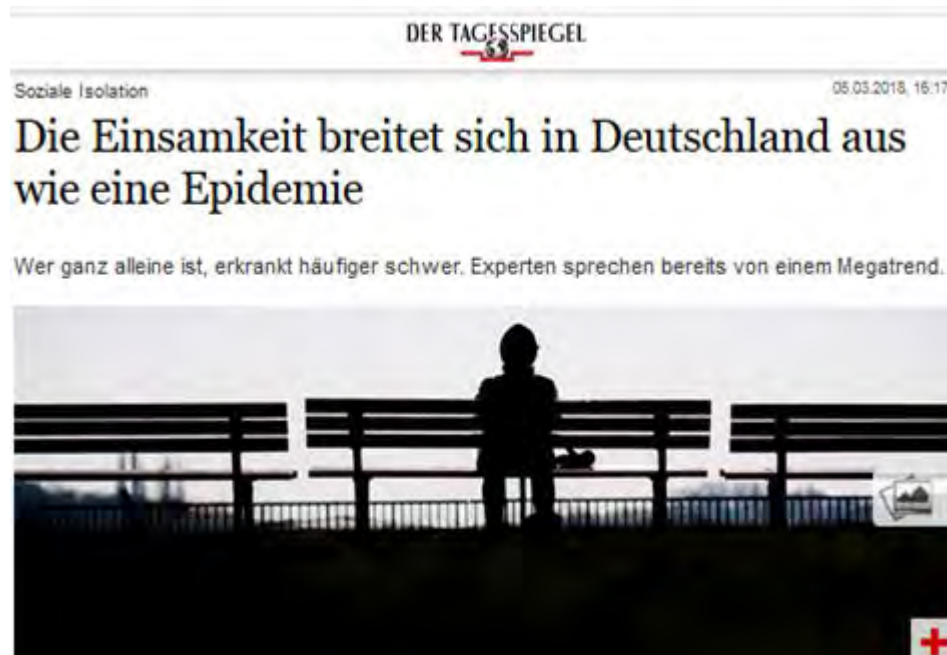 DER TAGESSPIEGEL
Soziale Isolation
05.03.2018, 16:17
Die Einsamkeit breitet sich in Deutschland aus
wie eine Epidemie
Wer ganz alleine ist, erkrankt häufiger schwer. Experten sprechen bereits von einem Megatrend.